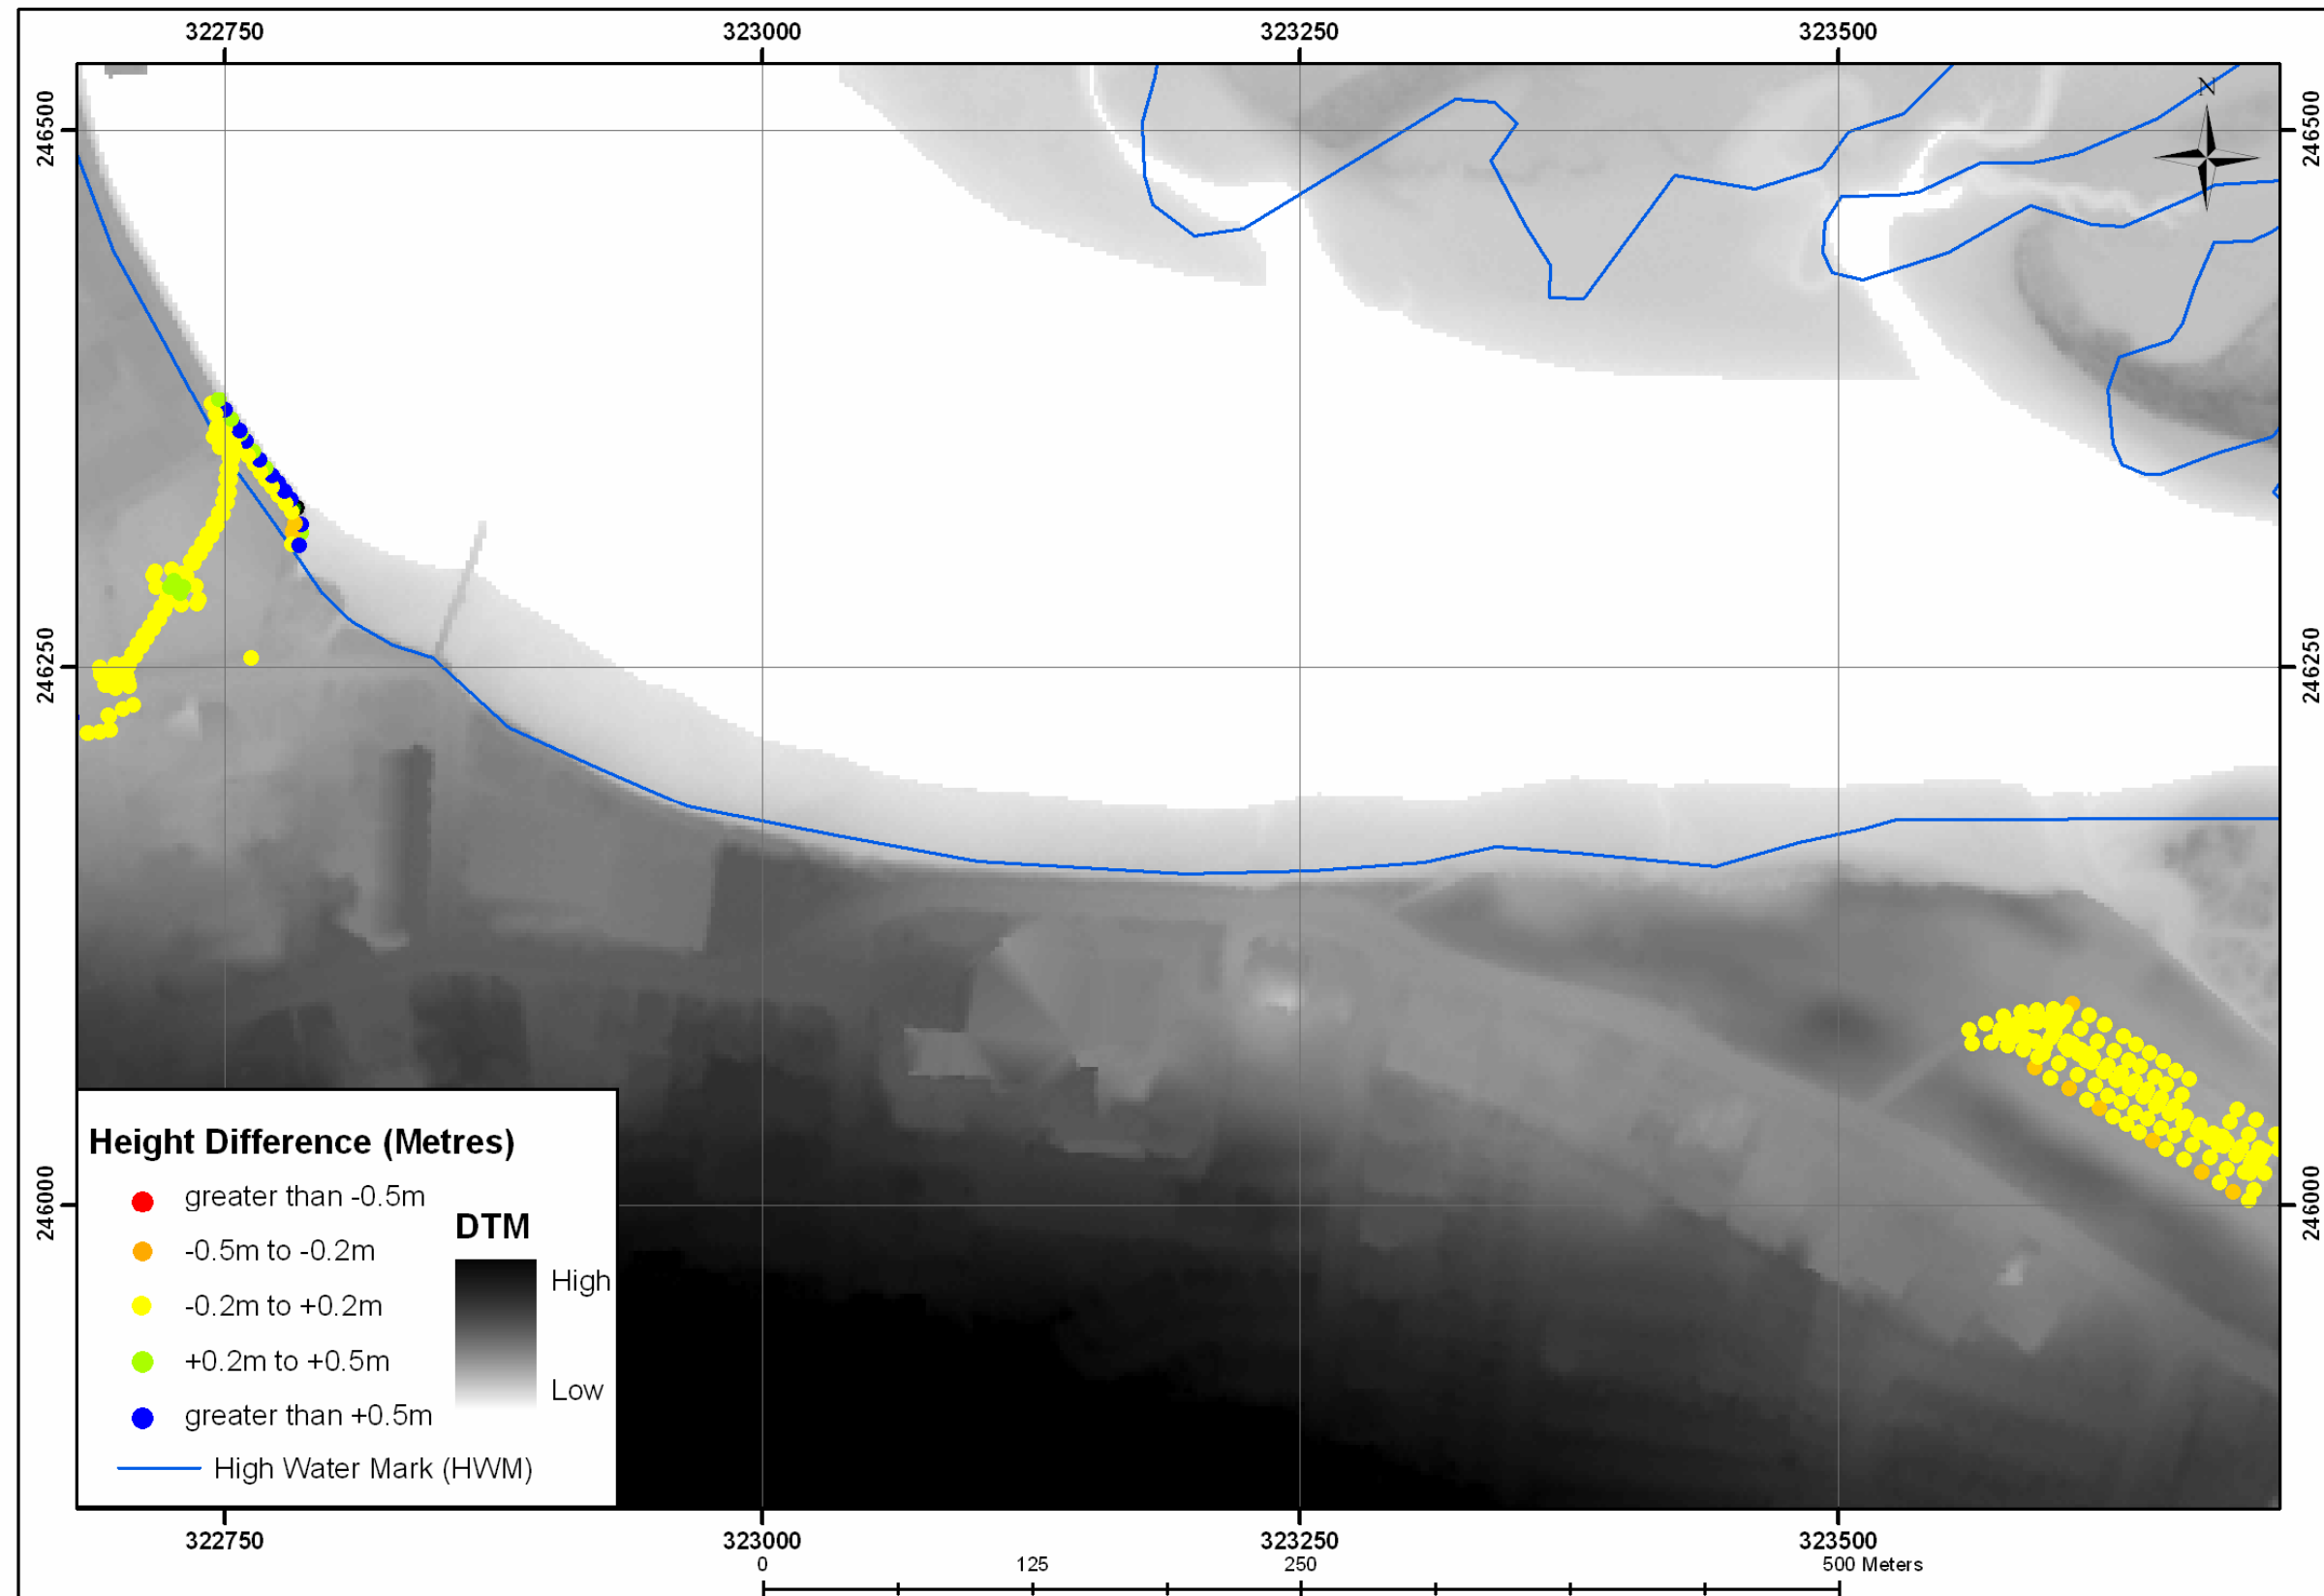 322750 323000 323250 323500
N
246500 246500
246250 246250
246000 246000
Height Difference (Metres)
greater than -0.5m
-0.5m to -0.2m
-0.2m to +0.2m
+0.2m to +0.5m
greater than +0.5m
High Water Mark (HWM)
DTM
High
Low
322750 323000 323250 323500
0 125 250 500 Meters